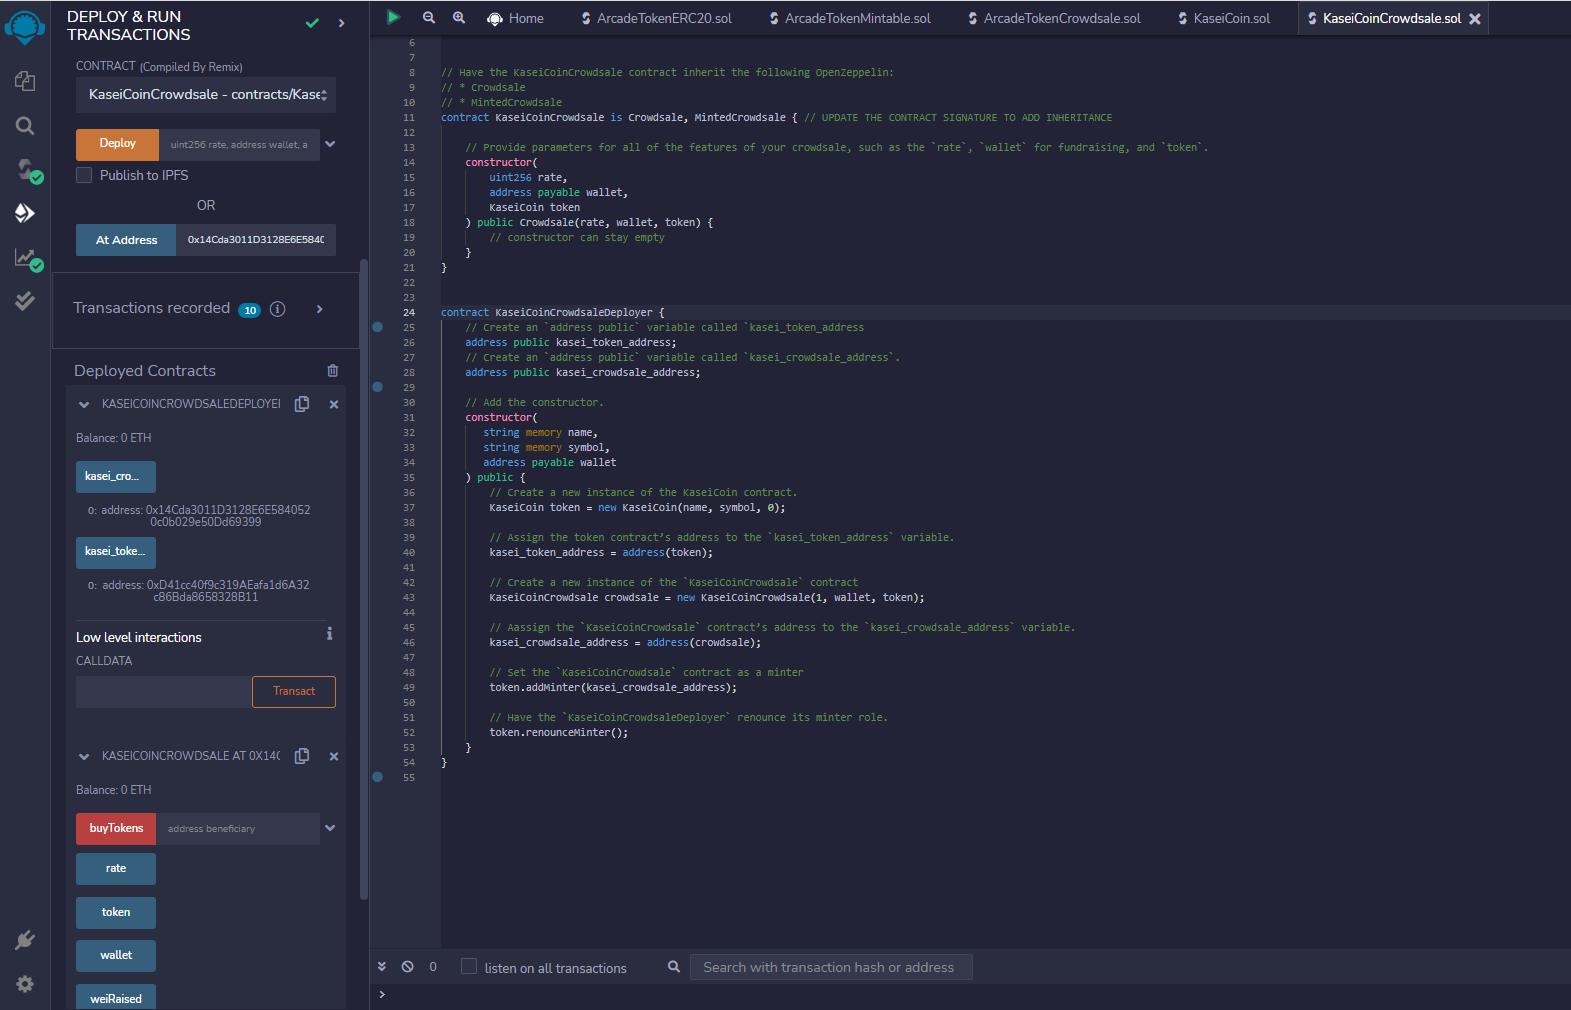 DEPLOY & RUN
TRANSACTIONS
CONTRACT (Compiled By Remix)
KaseiCoinCrowdsale - contracts/Kase
Deploy
uint256 rate, address wallet, a
Publish to IPFS
OR
At Address
0x14Cda3011D3128E6E584C
Transactions recorded 10
Deployed Contracts
KASEICOINCROWDSALEDEPLOYEI
Balance: 0 ETH
kasei_cro...
0: address: 0x14Cda3011D3128E6E584052
0c0b029e50Dd69399
kasei_toke...
0: address: 0xD41cc40f9c319AEafa1d6A32
c86Bda8658328B11
Low level interactions
CALLDATA
Transact
KASEICOINCROWDSALE AT 0X14C
Balance: 0 ETH
buyTokens
address beneficiary
rate
token
wallet
weiRaised
Home
ArcadeTokenERC20.sol
ArcadeTokenMintable.sol
ArcadeTokenCrowdsale.sol
KaseiCoin.sol
KaseiCoinCrowdsale.sol
6
7
8 // Have the KaseiCoinCrowdsale contract inherit the following OpenZeppelin:
9 // * Crowdsale
10 // * MintedCrowdsale
11 contract KaseiCoinCrowdsale is Crowdsale, MintedCrowdsale { // UPDATE THE CONTRACT SIGNATURE TO ADD INHERITANCE
12
13 // Provide parameters for all of the features of your crowdsale, such as the `rate`, `wallet` for fundraising, and `token`.
14 constructor(
15 uint256 rate,
16 address payable wallet,
17 KaseiCoin token
18 ) public Crowdsale(rate, wallet, token) {
19 // constructor can stay empty
20 }
21 }
22
23
24 contract KaseiCoinCrowdsaleDeployer {
25 // Create an `address public` variable called `kasei_token_address
26 address public kasei_token_address;
27 // Create an `address public` variable called `kasei_crowdsale_address`.
28 address public kasei_crowdsale_address;
29
30 // Add the constructor.
31 constructor(
32 string memory name,
33 string memory symbol,
34 address payable wallet
35 ) public {
36 // Create a new instance of the KaseiCoin contract.
37 KaseiCoin token = new KaseiCoin(name, symbol, 0);
38
39 // Assign the token contract’s address to the `kasei_token_address` variable.
40 kasei_token_address = address(token);
41
42 // Create a new instance of the `KaseiCoinCrowdsale` contract
43 KaseiCoinCrowdsale crowdsale = new KaseiCoinCrowdsale(1, wallet, token);
44
45 // Aassign the `KaseiCoinCrowdsale` contract’s address to the `kasei_crowdsale_address` variable.
46 kasei_crowdsale_address = address(crowdsale);
47
48 // Set the `KaseiCoinCrowdsale` contract as a minter
49 token.addMinter(kasei_crowdsale_address);
50
51 // Have the `KaseiCoinCrowdsaleDeployer` renounce its minter role.
52 token.renounceMinter();
53 }
54 }
55
0
listen on all transactions
Search with transaction hash or address
>